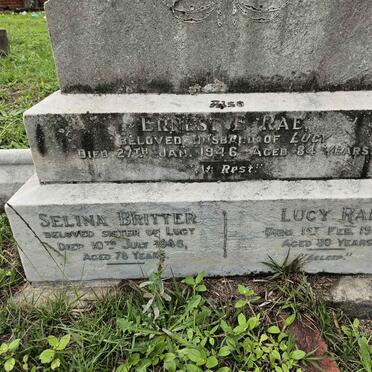 Also
Ernest J. Rae
Beloved Husband of Lucy
Died 27th Jan. 1946 Aged 84 Years
"At Rest"
Selina Britter
Beloved Sister of Lucy
Died 10th July
Aged 78 Years
Lucy Rae
Died 1st Feb. 19
Aged 80 Years